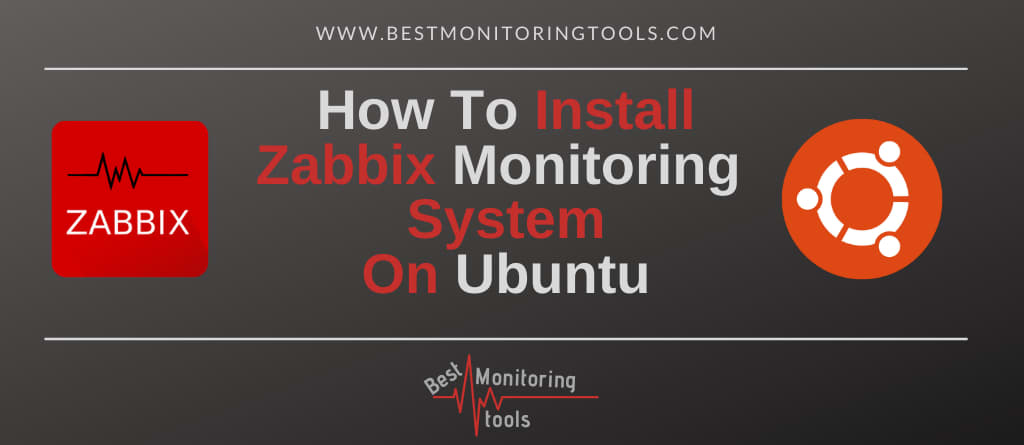 WWW.BESTMONITORINGTOOLS.COM
How To Install
Zabbix Monitoring
System
On Ubuntu
ZABBIX
Best Monitoring
tools